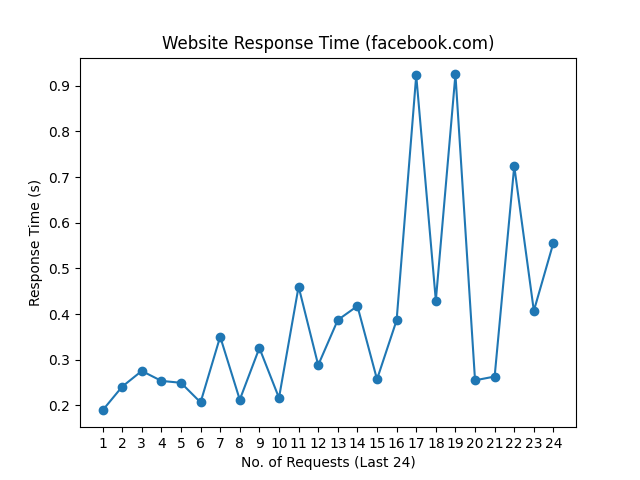 Website Response Time (facebook.com)
0.9
0.8
0.7
0.6
0.5
0.4
0.3
0.2
Response Time (s)
1 2 3 4 5 6 7 8 9 10 11 12 13 14 15 16 17 18 19 20 21 22 23 24
No. of Requests (Last 24)